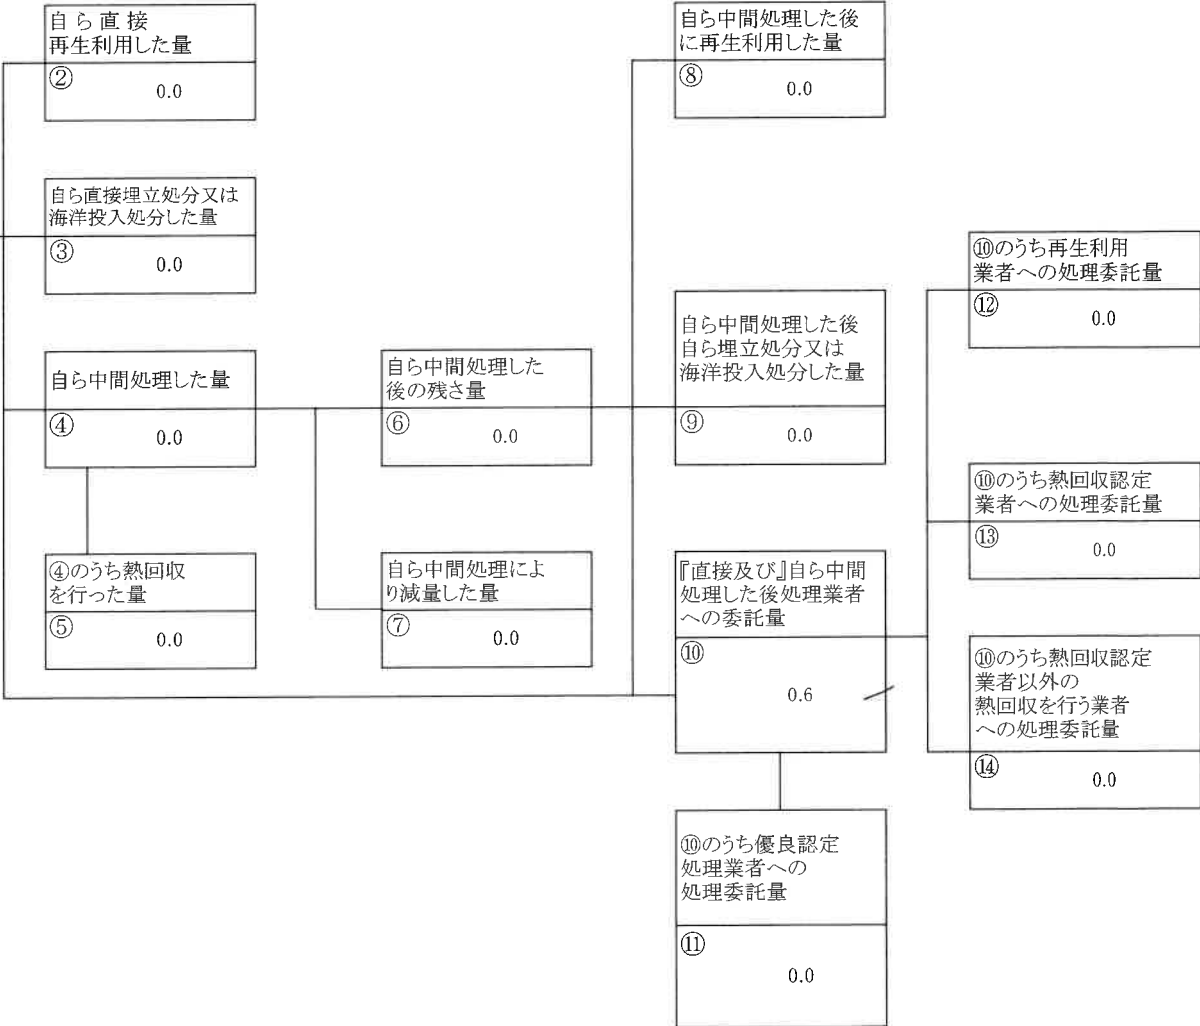 自ら直接
再生利用した量
②
0.0
自ら直接埋立処分又は
海洋投入処分した量
③
0.0
自ら中間処理した量
④
0.0
④のうち熱回収
を行った量
⑤
0.0
自ら中間処理した
後の残さ量
⑥
0.0
自ら中間処理によ
り減量した量
⑦
0.0
自ら中間処理した後
に再生利用した量
⑧
0.0
自ら中間処理した後
自ら埋立処分又は
海洋投入処分した量
⑨
0.0
『直接及び』自ら中間
処理した後処理業者
への委託量
⑩
0.6
⑩のうち優良認定
処理業者への
処理委託量
⑪
0.0
⑩のうち再生利用
業者への処理委託量
⑫
0.0
⑩のうち熱回収認定
業者への処理委託量
⑬
0.0
⑩のうち熱回収認定
業者以外の
熱回収を行う業者
への処理委託量
⑭
0.0